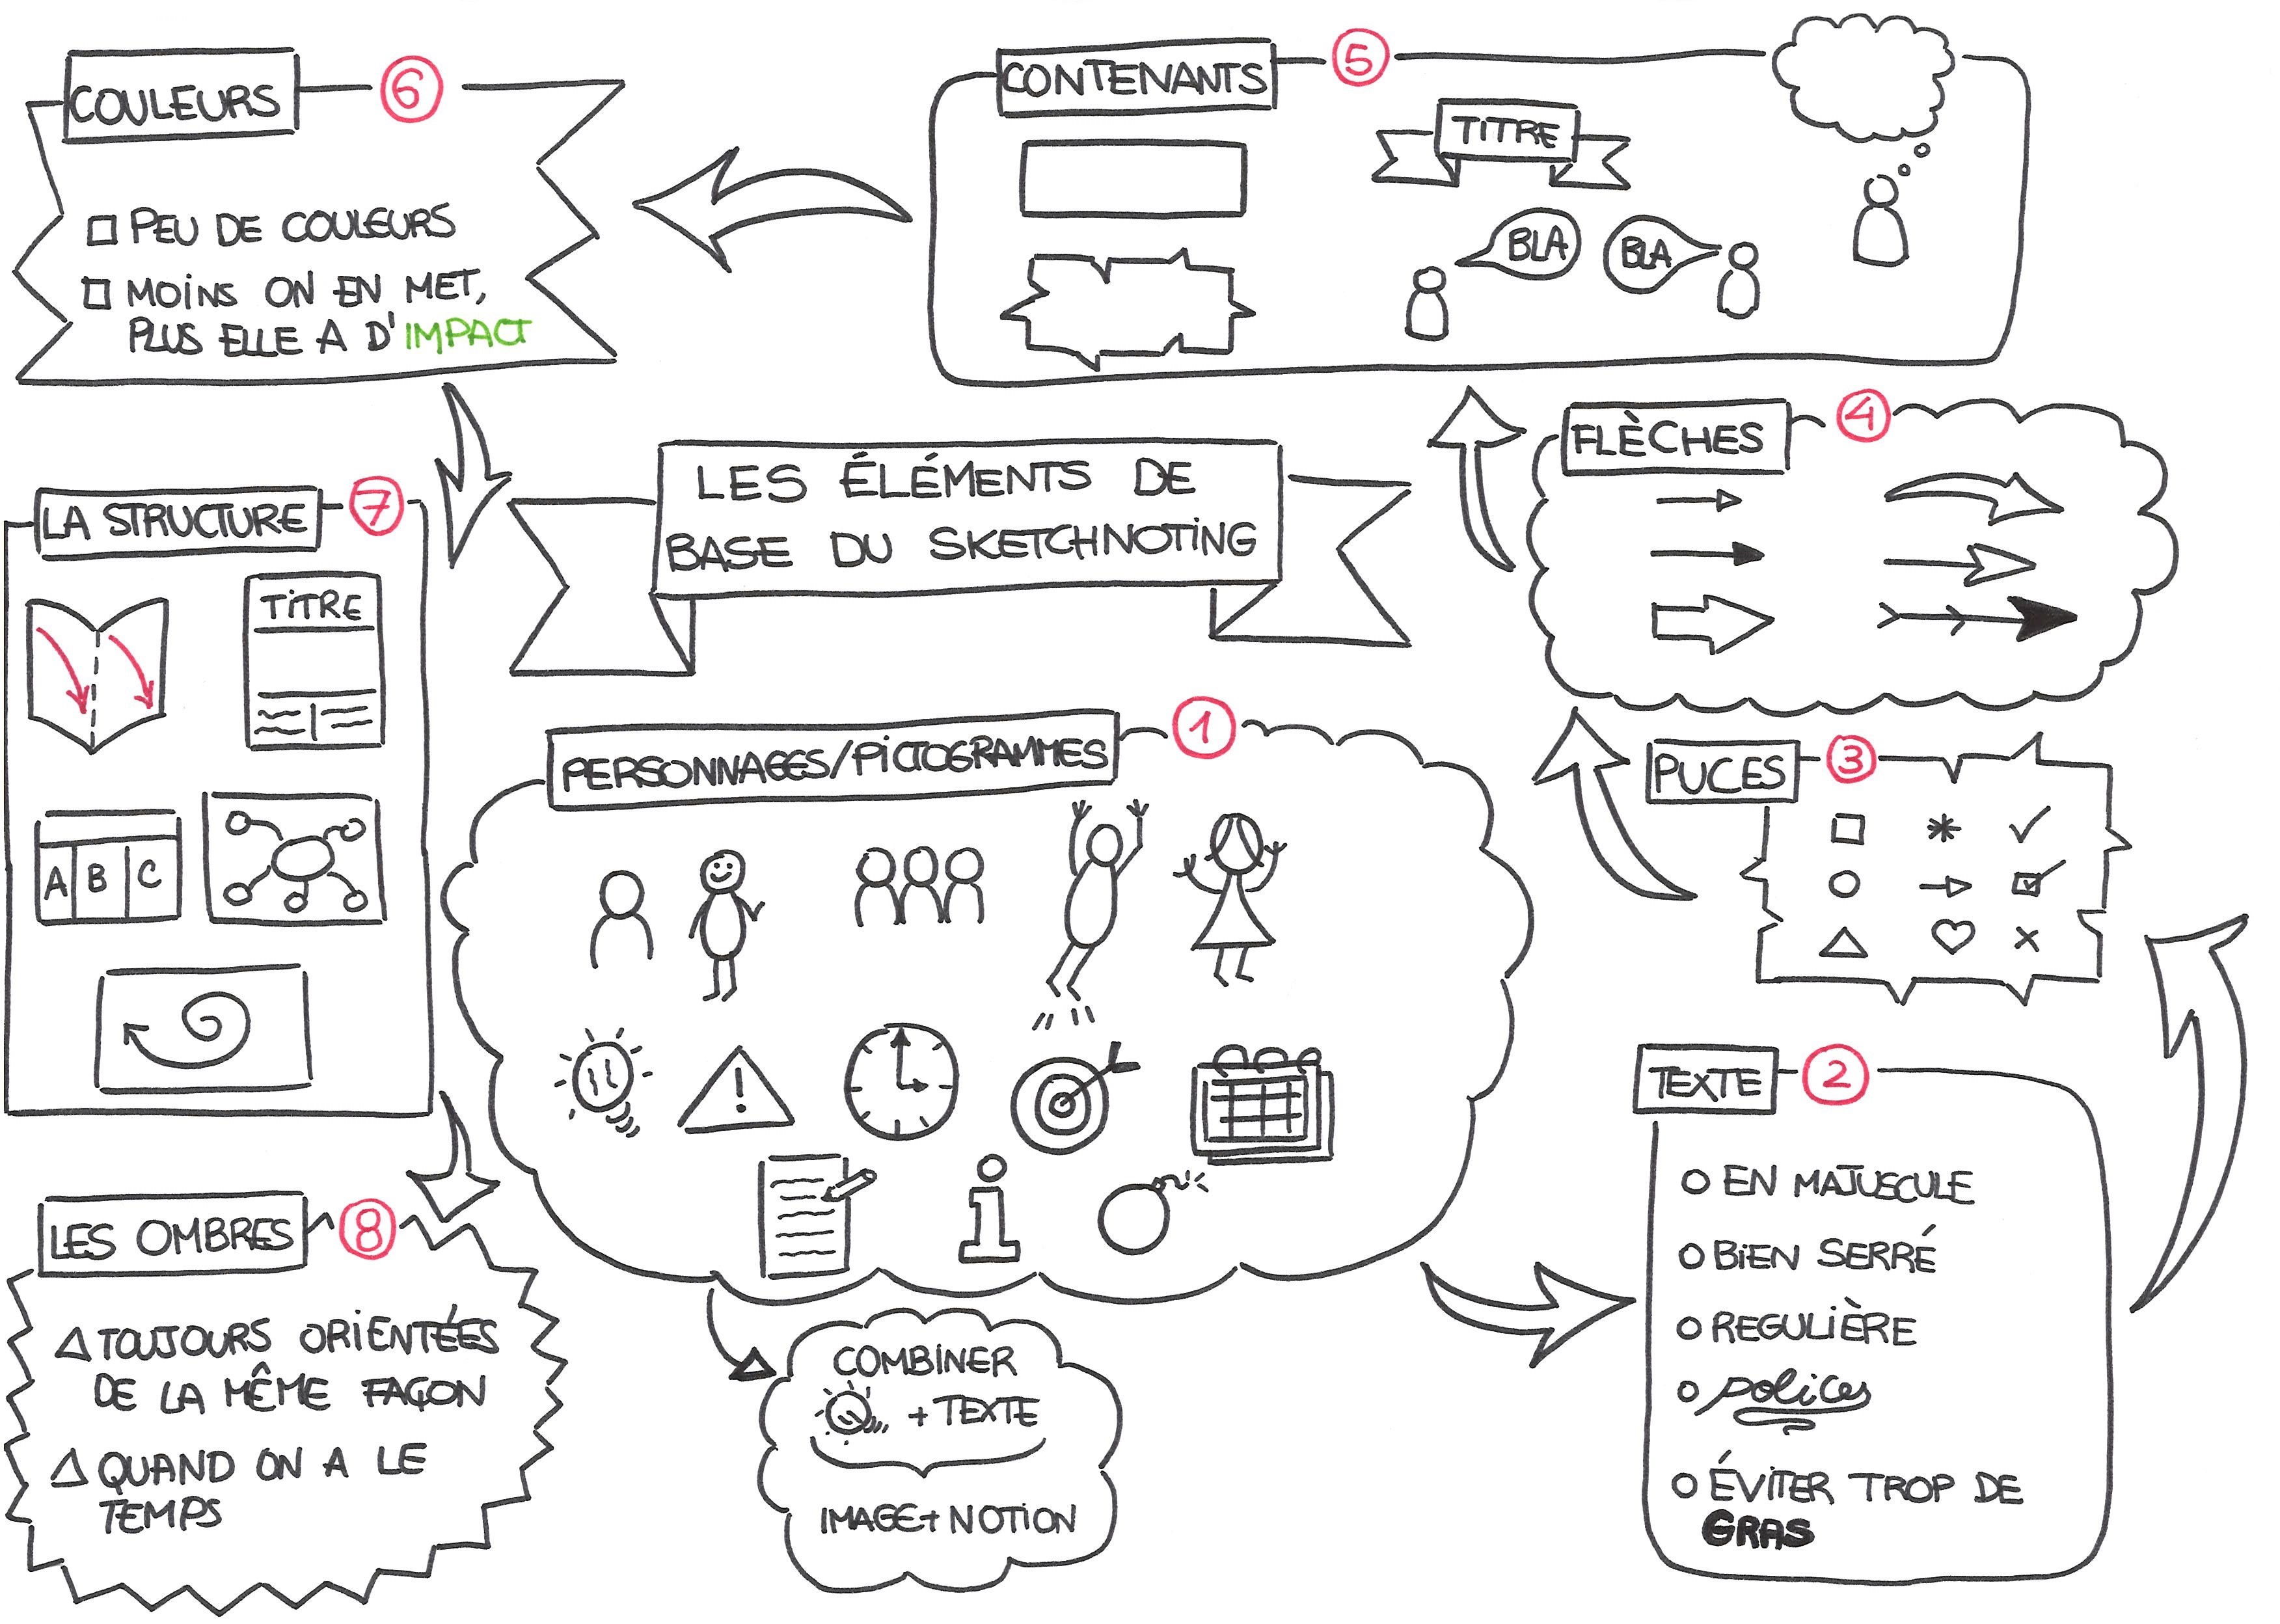 LES ÉLÉMENTS DE
BASE DU SKETCHNOTING
PERSONNAGES/PICTOGRAMMES
1
!
COMBINER
+ TEXTE
IMAGE + NOTION
TEXTE
2
EN MAJUSCULE
BIEN SERRÉ
REGULIÈRE
polices
ÉVITER TROP DE
GRAS
PUCES
3
FLÈCHES
4
CONTENANTS
5
TITRE
BLA
BLA
COULEURS
6
PEU DE COULEURS
MOINS ON EN MET,
PLUS ELLE A D'IMPACT
LA STRUCTURE
7
TITRE
A B C
LES OMBRES
8
TOUJOURS ORIENTÉES
DE LA MÊME FAÇON
QUAND ON A LE
TEMPS